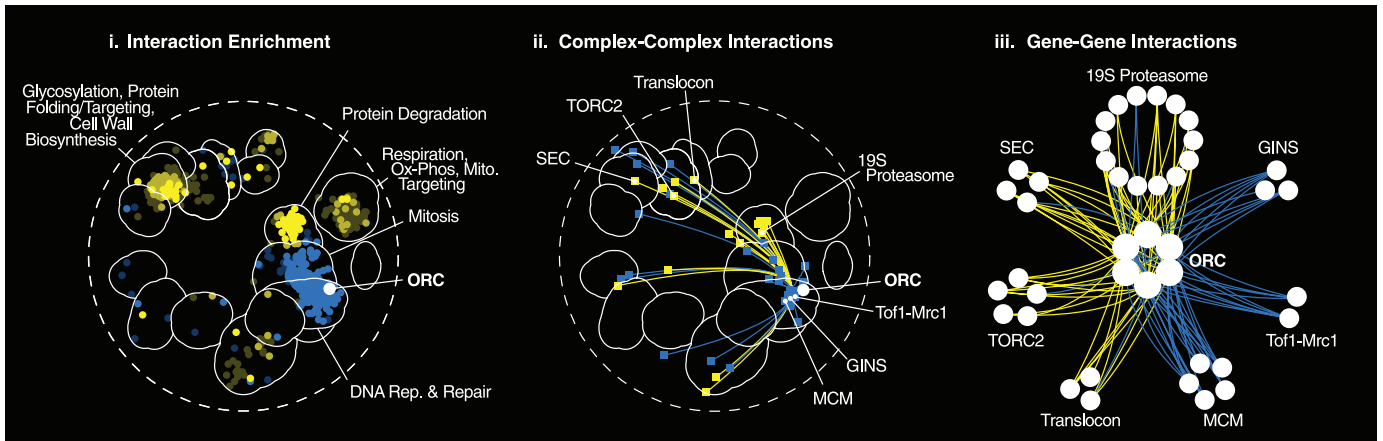 i. Interaction Enrichment
Glycosylation, Protein
Folding/Targeting,
Cell Wall
Biosynthesis
Protein Degradation
Respiration,
Ox-Phos, Mito.
Targeting
Mitosis
ORC
DNA Rep. & Repair
ii. Complex-Complex Interactions
Translocon
TORC2
SEC
19S
Proteasome
ORC
Tof1-Mrc1
GINS
MCM
iii. Gene-Gene Interactions
19S Proteasome
SEC
GINS
ORC
TORC2
Tof1-Mrc1
Translocon
MCM